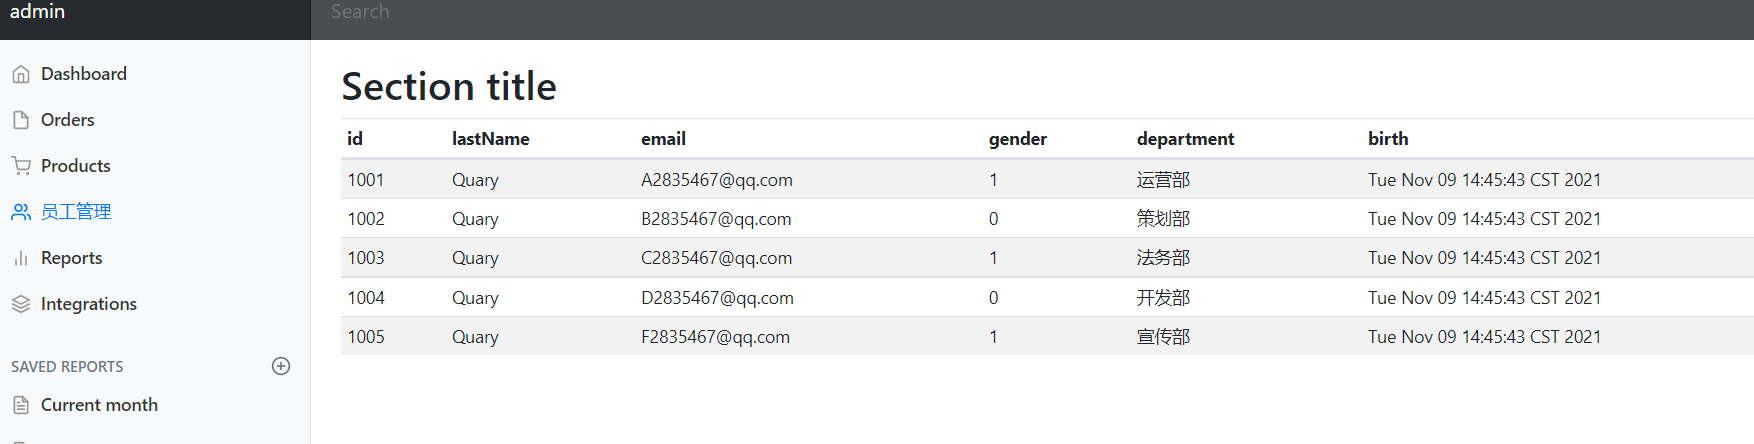 admin
Search
Dashboard
Orders
Products
员工管理
Reports
Integrations
SAVED REPORTS
Current month
Section title
id lastName email gender department birth
1001 Quary A2835467@qq.com 1 运营部 Tue Nov 09 14:45:43 CST 2021
1002 Quary B2835467@qq.com 0 策划部 Tue Nov 09 14:45:43 CST 2021
1003 Quary C2835467@qq.com 1 法务部 Tue Nov 09 14:45:43 CST 2021
1004 Quary D2835467@qq.com 0 开发部 Tue Nov 09 14:45:43 CST 2021
1005 Quary F2835467@qq.com 1 宣传部 Tue Nov 09 14:45:43 CST 2021